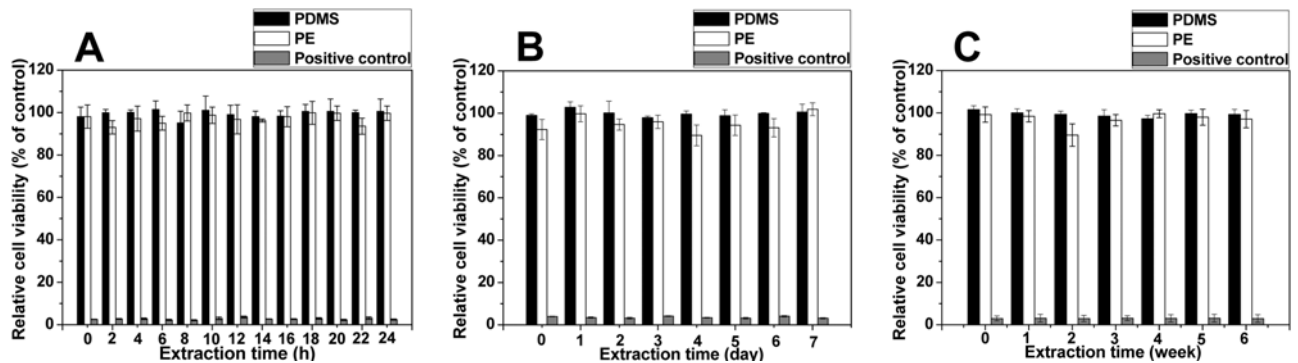 A
PDMS
PE
Positive control
Relative cell viability (% of control)
120
100
80
60
40
20
0
0 2 4 6 8 10 12 14 16 18 20 22 24
Extraction time (h)
B
PDMS
PE
Positive control
Relative cell viability (% of control)
120
100
80
60
40
20
0
0 1 2 3 4 5 6 7
Extraction time (day)
C
PDMS
PE
Positive control
Relative cell viability (% of control)
120
100
80
60
40
20
0
0 1 2 3 4 5 6
Extraction time (week)